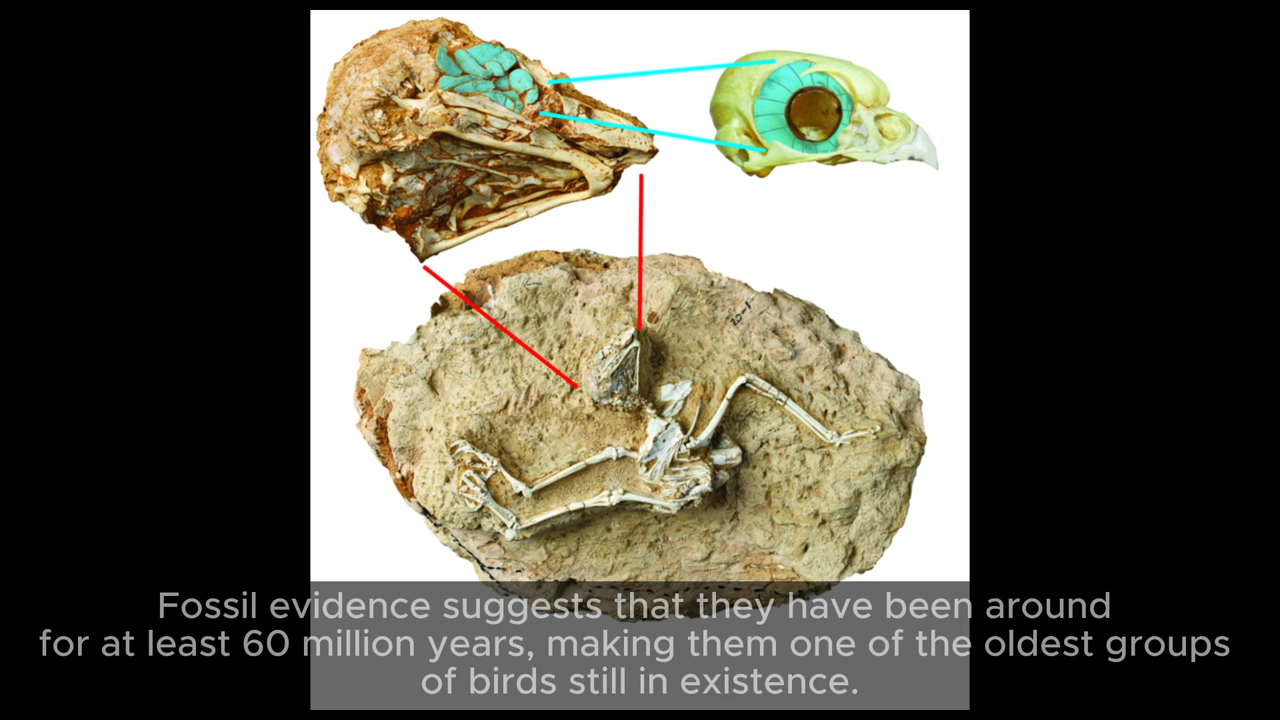 Fossil evidence suggests that they have been around
for at least 60 million years, making them one of the oldest groups
of birds still in existence.